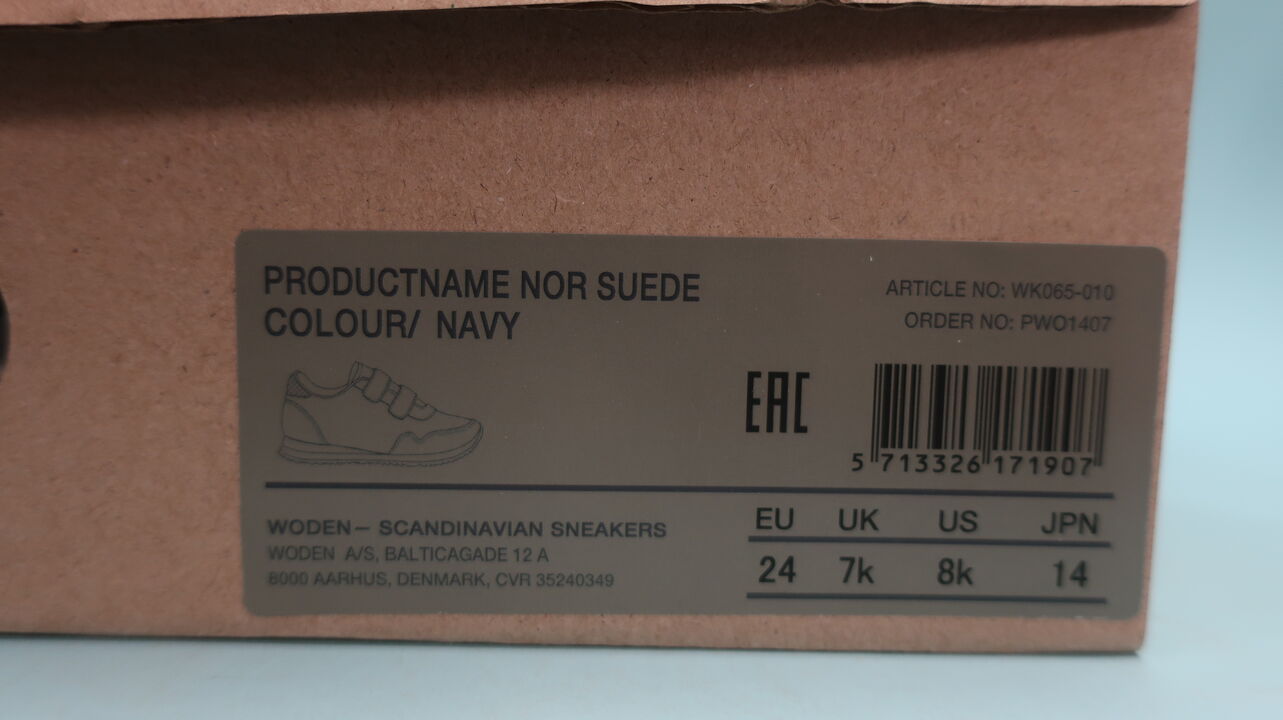 PRODUCTNAME NOR SUEDE
COLOUR/ NAVY
ARTICLE NO: WK065-010
ORDER NO: PWO1407
EAC
5 713326 171907
WODEN– SCANDINAVIAN SNEAKERS
WODEN A/S, BALTICAGADE 12 A
8000 AARHUS, DENMARK, CVR 35240349
EU UK US JPN
24 7k 8k 14